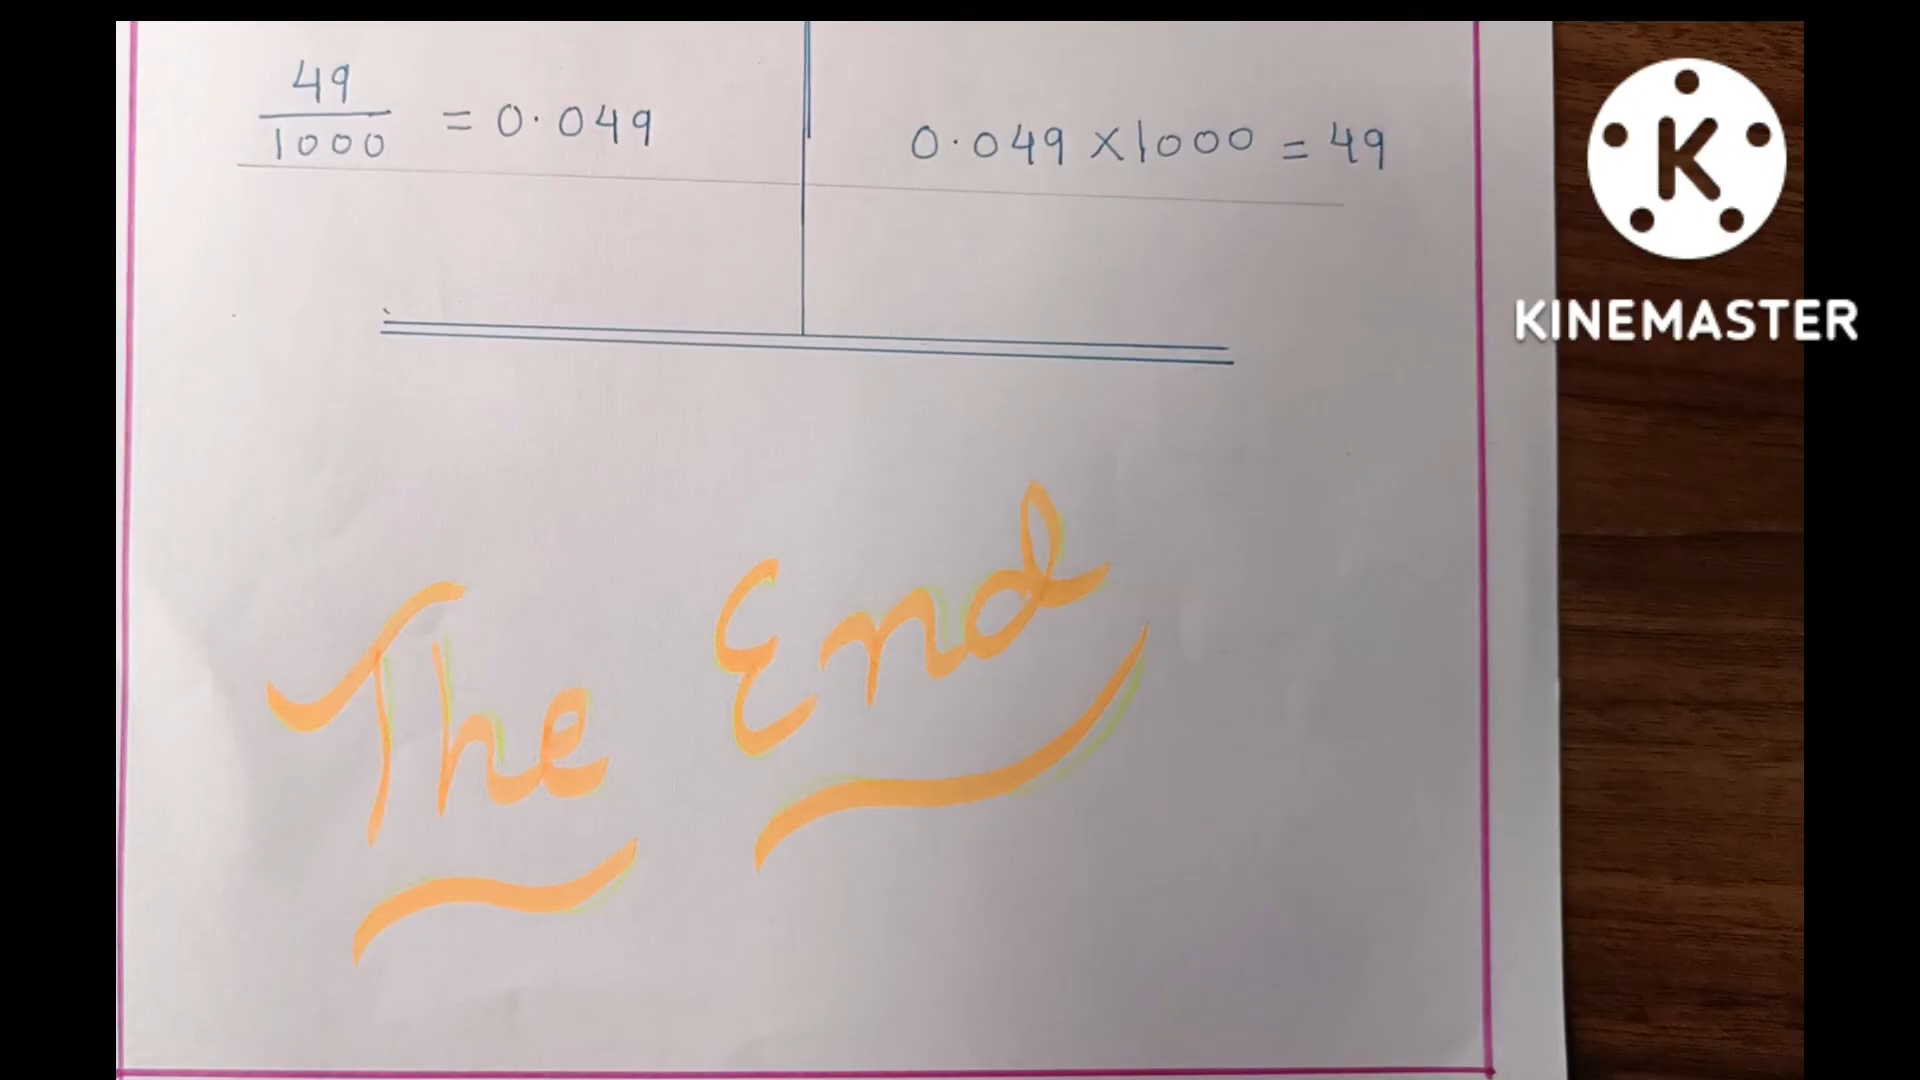 49/1000 = 0.049
0.049 × 1000 = 49
The End
K
KINEMASTER